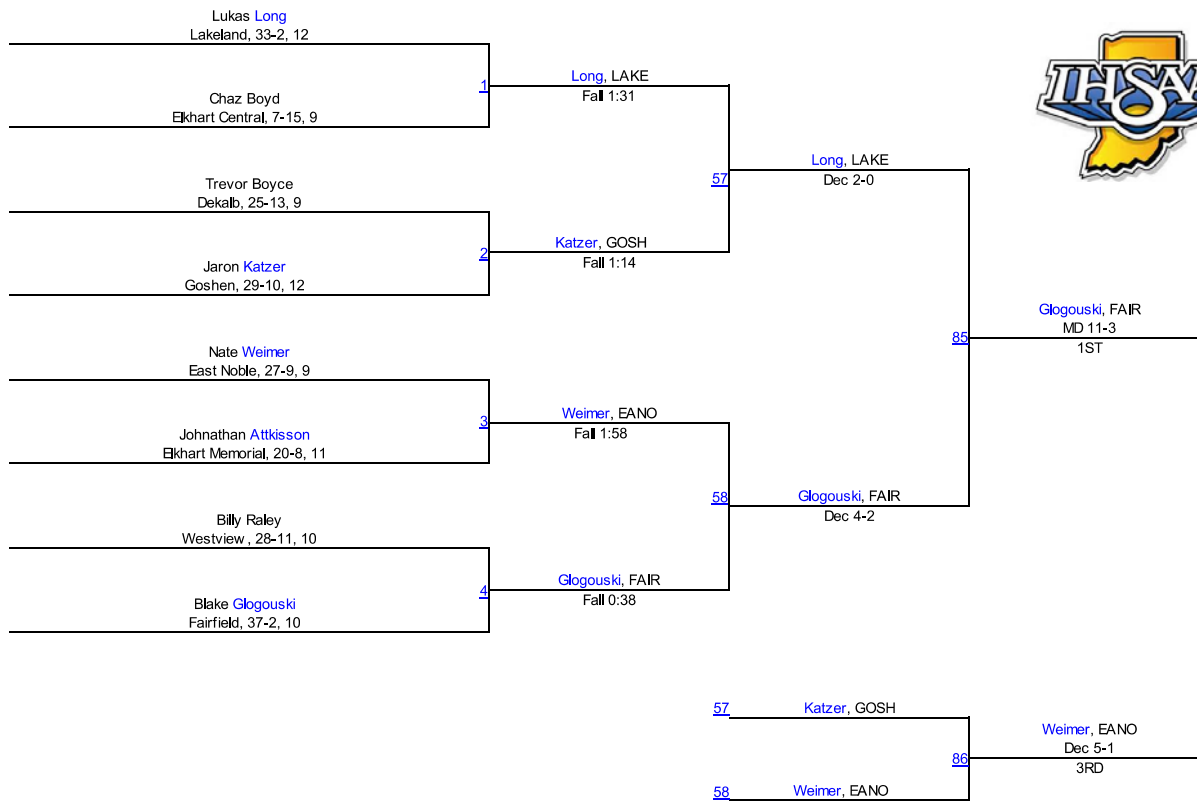 Lukas Long
Lakeland, 33-2, 12
1
Long, LAKE
Fall 1:31
Chaz Boyd
Elkhart Central, 7-15, 9
IHSAA
57
Long, LAKE
Dec 2-0
Trevor Boyce
Dekalb, 25-13, 9
2
Katzer, GOSH
Fall 1:14
Jaron Katzer
Goshen, 29-10, 12
85
Glogouski, FAIR
MD 11-3
1ST
Nate Weimer
East Noble, 27-9, 9
3
Weimer, EANO
Fall 1:58
Johnathan Attkisson
Elkhart Memorial, 20-8, 11
58
Glogouski, FAIR
Dec 4-2
Billy Raley
Westview , 28-11, 10
4
Glogouski, FAIR
Fall 0:38
Blake Glogouski
Fairfield, 37-2, 10
57
Katzer, GOSH
86
Weimer, EANO
Dec 5-1
3RD
58
Weimer, EANO